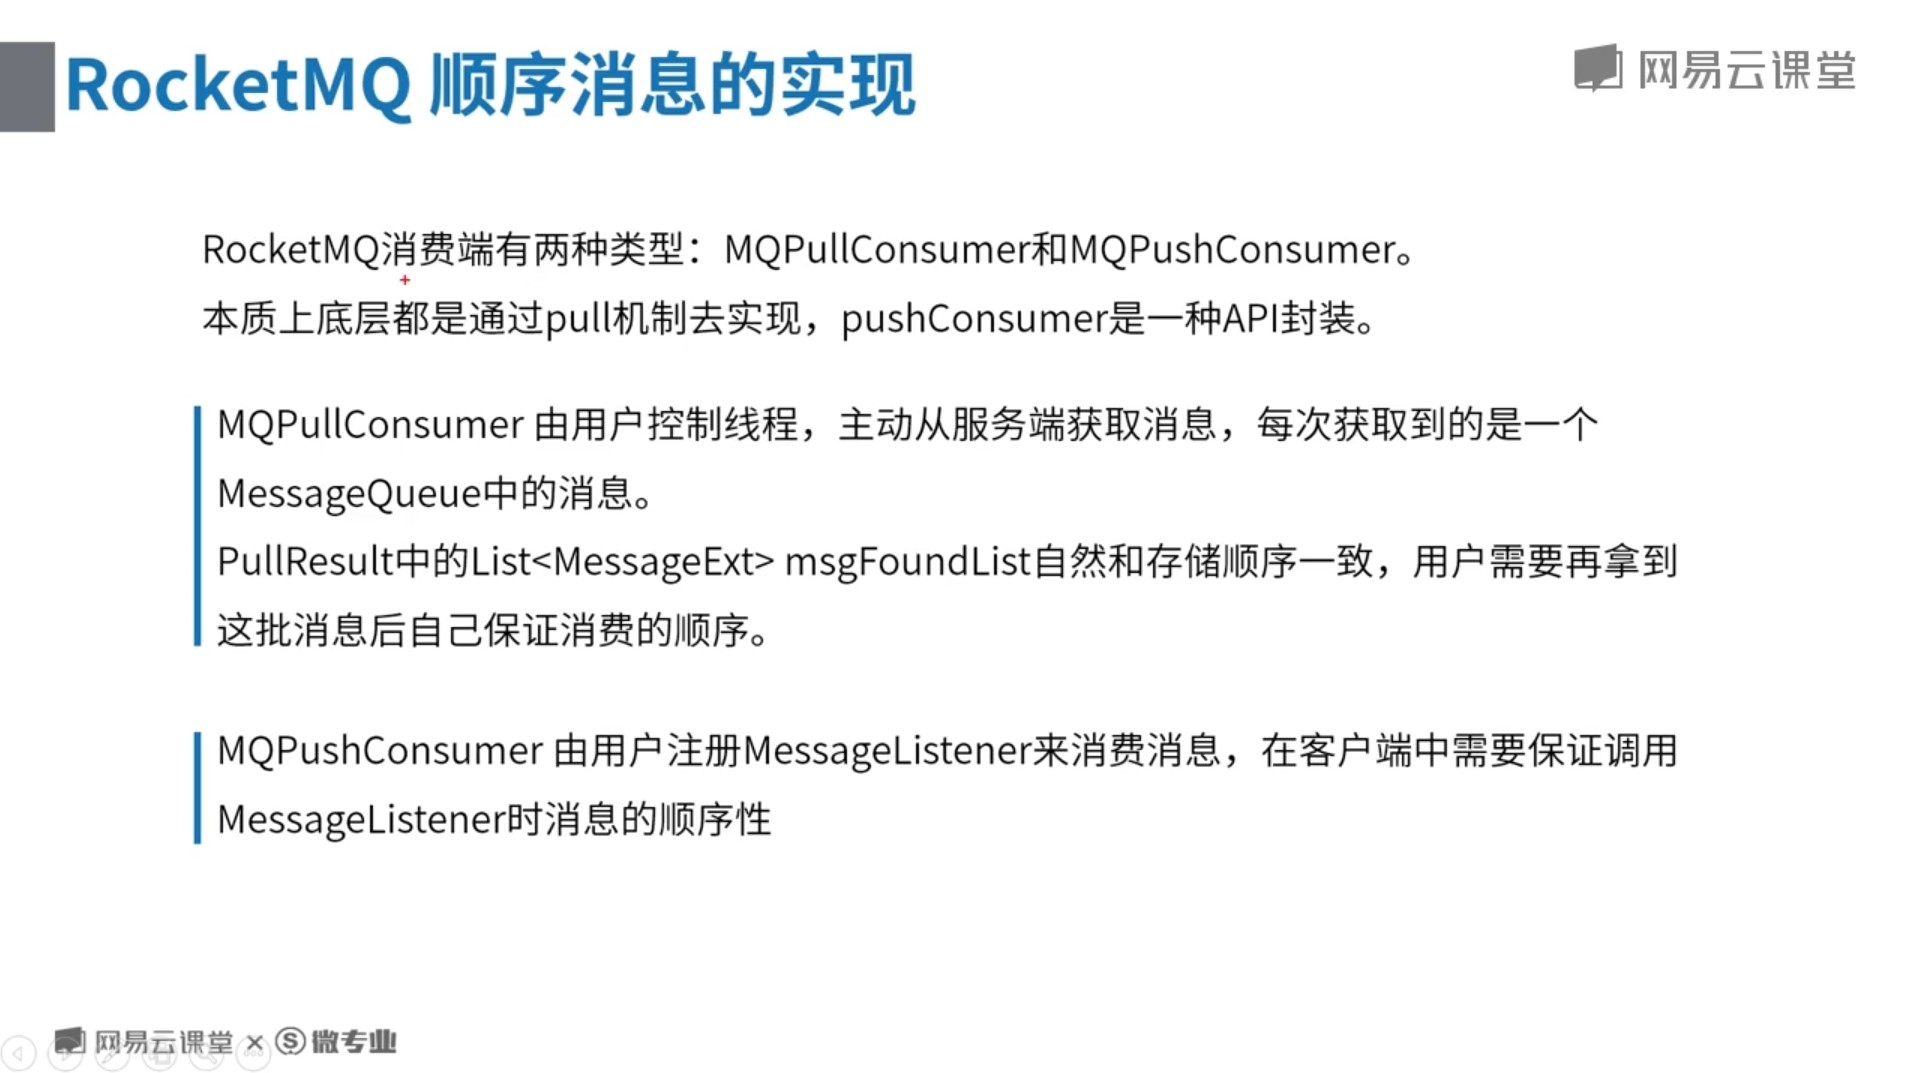 RocketMQ 顺序消息的实现
网易云课堂
RocketMQ消费端有两种类型：MQPullConsumer和MQPushConsumer。
本质上底层都是通过pull机制去实现，pushConsumer是一种API封装。
MQPullConsumer 由用户控制线程，主动从服务端获取消息，每次获取到的是一个
MessageQueue中的消息。
PullResult中的List<MessageExt> msgFoundList自然和存储顺序一致，用户需要再拿到
这批消息后自己保证消费的顺序。
MQPushConsumer 由用户注册MessageListener来消费消息，在客户端中需要保证调用
MessageListener时消息的顺序性
网易云课堂 × S 微专业